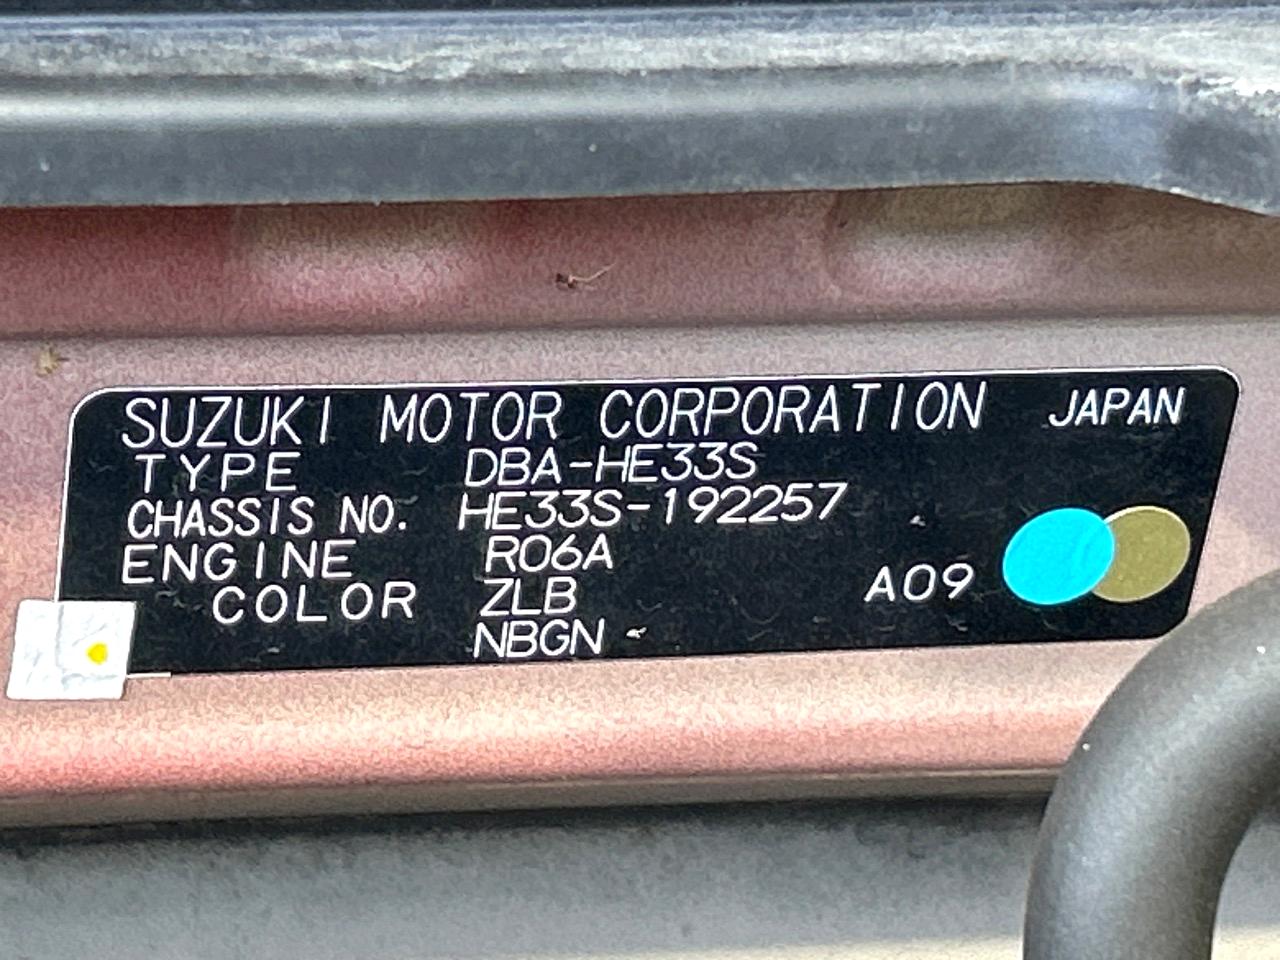 SUZUKI MOTOR CORPORATION JAPAN
TYPE DBA-HE33S
CHASSIS NO. HE33S-192257
ENGINE R06A
COLOR ZLB A09
NBGN